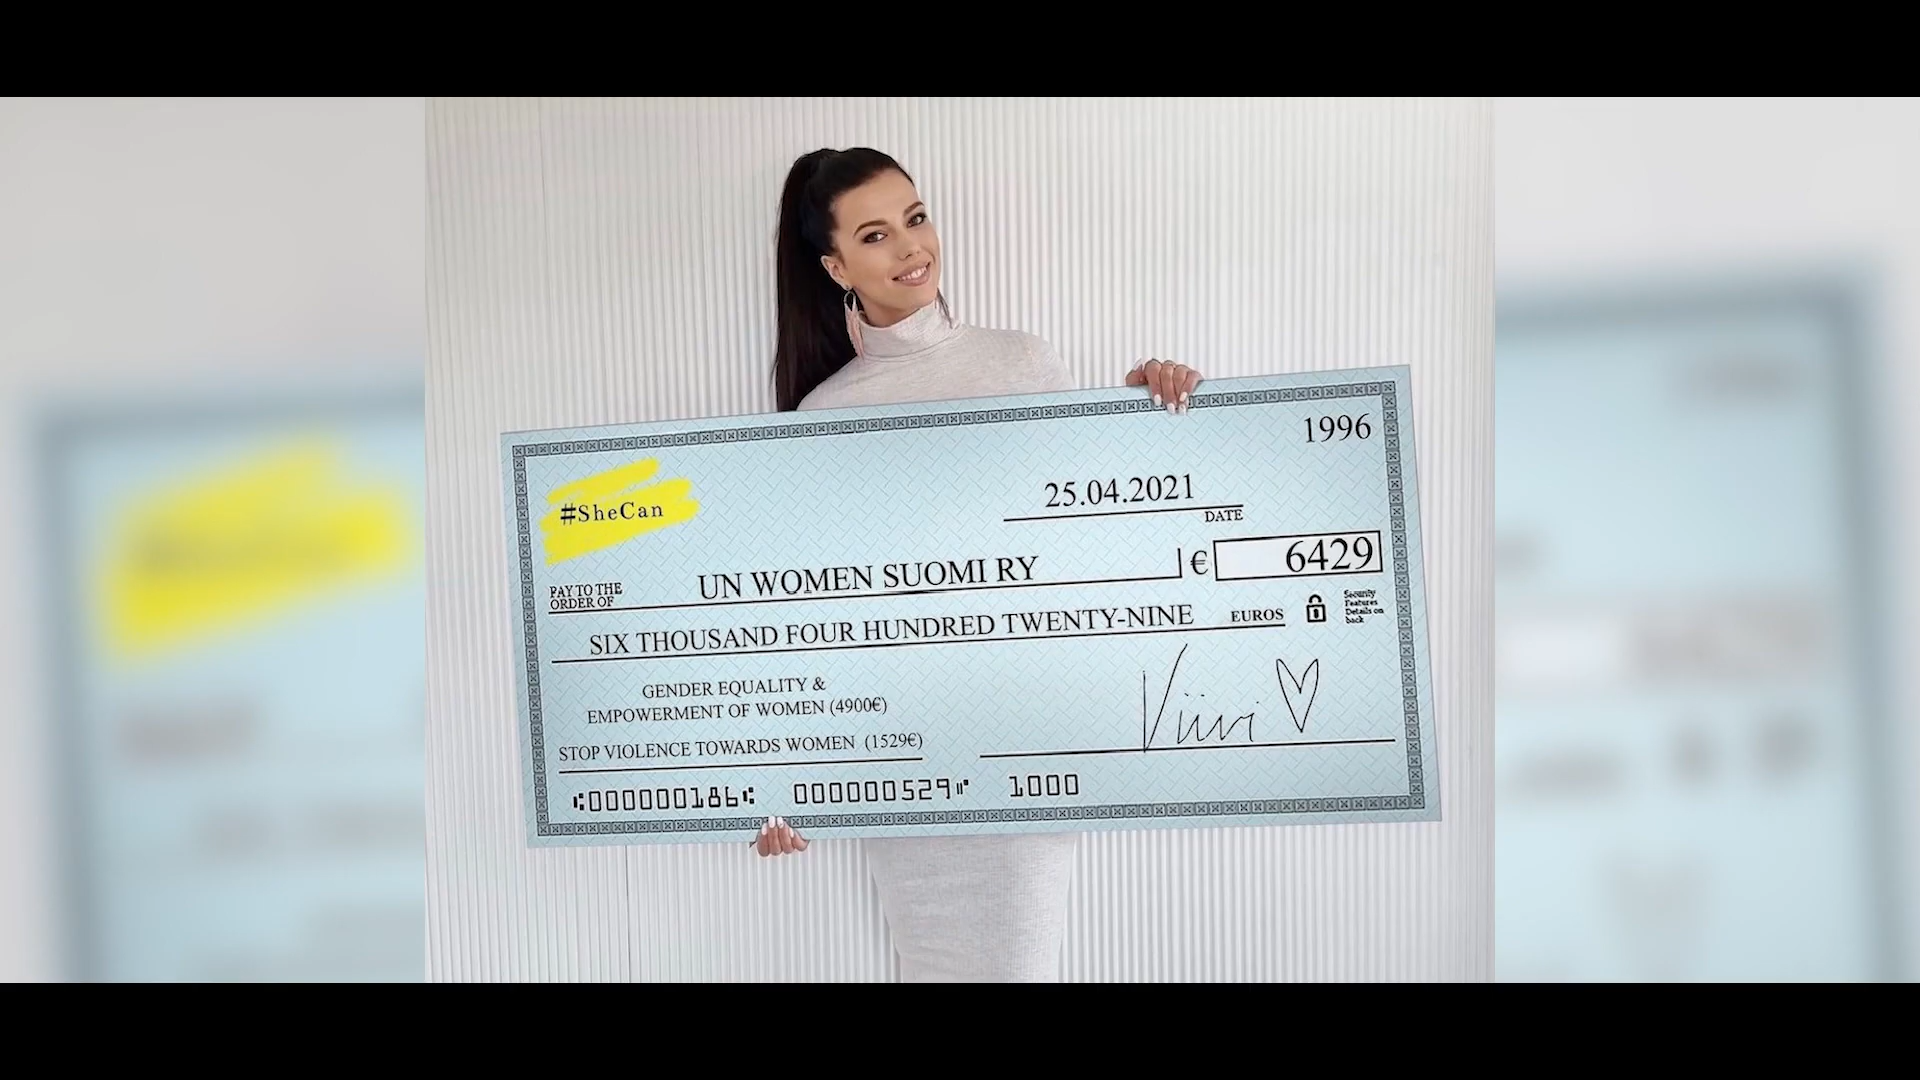 1996
#SheCan
25.04.2021
DATE
PAY TO THE
ORDER OF
UN WOMEN SUOMI RY
€ 6429
SIX THOUSAND FOUR HUNDRED TWENTY-NINE EUROS
Security
Features
Details on
back
GENDER EQUALITY &
EMPOWERMENT OF WOMEN (4900€)
STOP VIOLENCE TOWARDS WOMEN (1529€)
Viivi
⑆000000186⑆ 000000529⑈ 1000